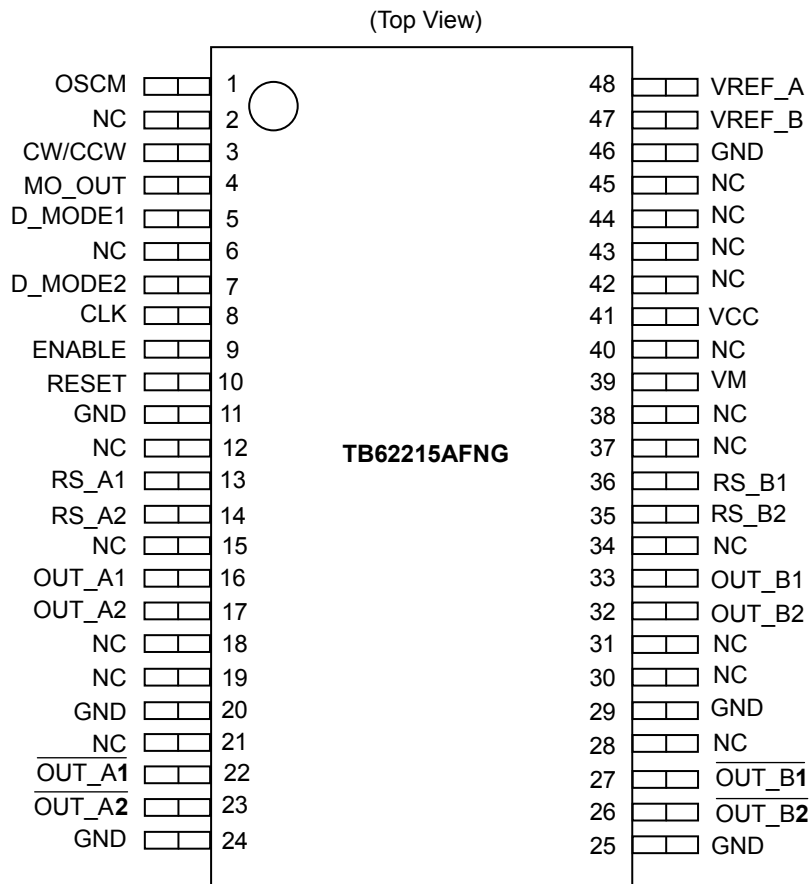 (Top View)
OSCM 1 48 VREF_A
NC 2 47 VREF_B
CW/CCW 3 46 GND
MO_OUT 4 45 NC
D_MODE1 5 44 NC
NC 6 43 NC
D_MODE2 7 42 NC
CLK 8 41 VCC
ENABLE 9 40 NC
RESET 10 39 VM
GND 11 38 NC
NC 12 37 NC
TB62215AFNG
RS_A1 13 36 RS_B1
RS_A2 14 35 RS_B2
NC 15 34 NC
OUT_A1 16 33 OUT_B1
OUT_A2 17 32 OUT_B2
NC 18 31 NC
NC 19 30 NC
GND 20 29 GND
NC 21 28 NC
OUT_A1 22 27 OUT_B1
OUT_A2 23 26 OUT_B2
GND 24 25 GND